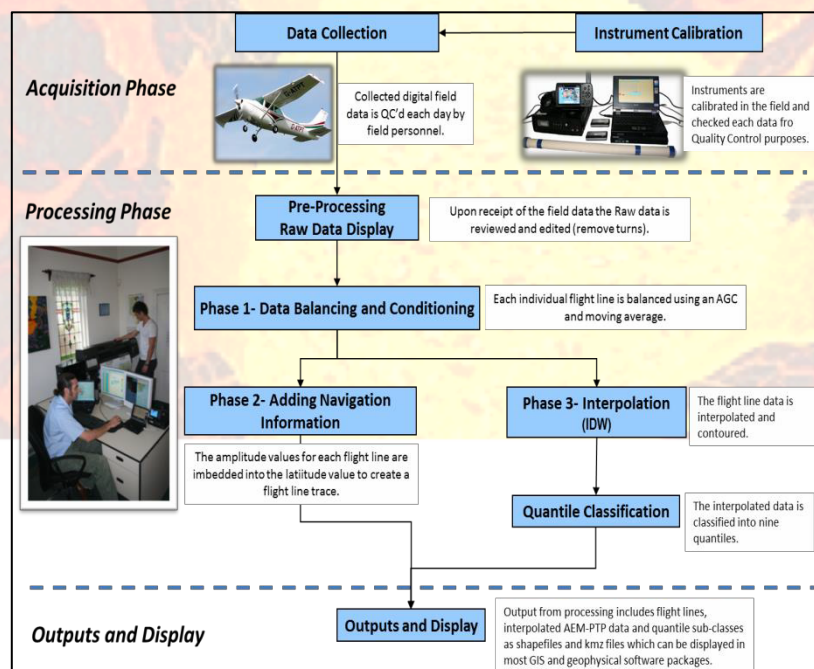 Data Collection
Instrument Calibration
Acquisition Phase
Collected digital field
data is QC'd each day by
field personnel.
Instruments are
calibrated in the field and
checked each data fro
Quality Control purposes.
Processing Phase
Pre-Processing
Raw Data Display
Upon receipt of the field data the Raw data is
reviewed and edited (remove turns).
Phase 1- Data Balancing and Conditioning
Each individual flight line is balanced using an AGC
and moving average.
Phase 2- Adding Navigation
Information
Phase 3- Interpolation
(IDW)
The flight line data is
interpolated and
contoured.
The amplitude values for each flight line are
imbedded into the latiitude value to create a
flight line trace.
Quantile Classification
The interpolated data is
classified into nine
quantiles.
Outputs and Display
Outputs and Display
Output from processing includes flight lines,
interpolated AEM-PTP data and quantile sub-classes
as shapefiles and kmz files which can be displayed in
most GIS and geophysical software packages.